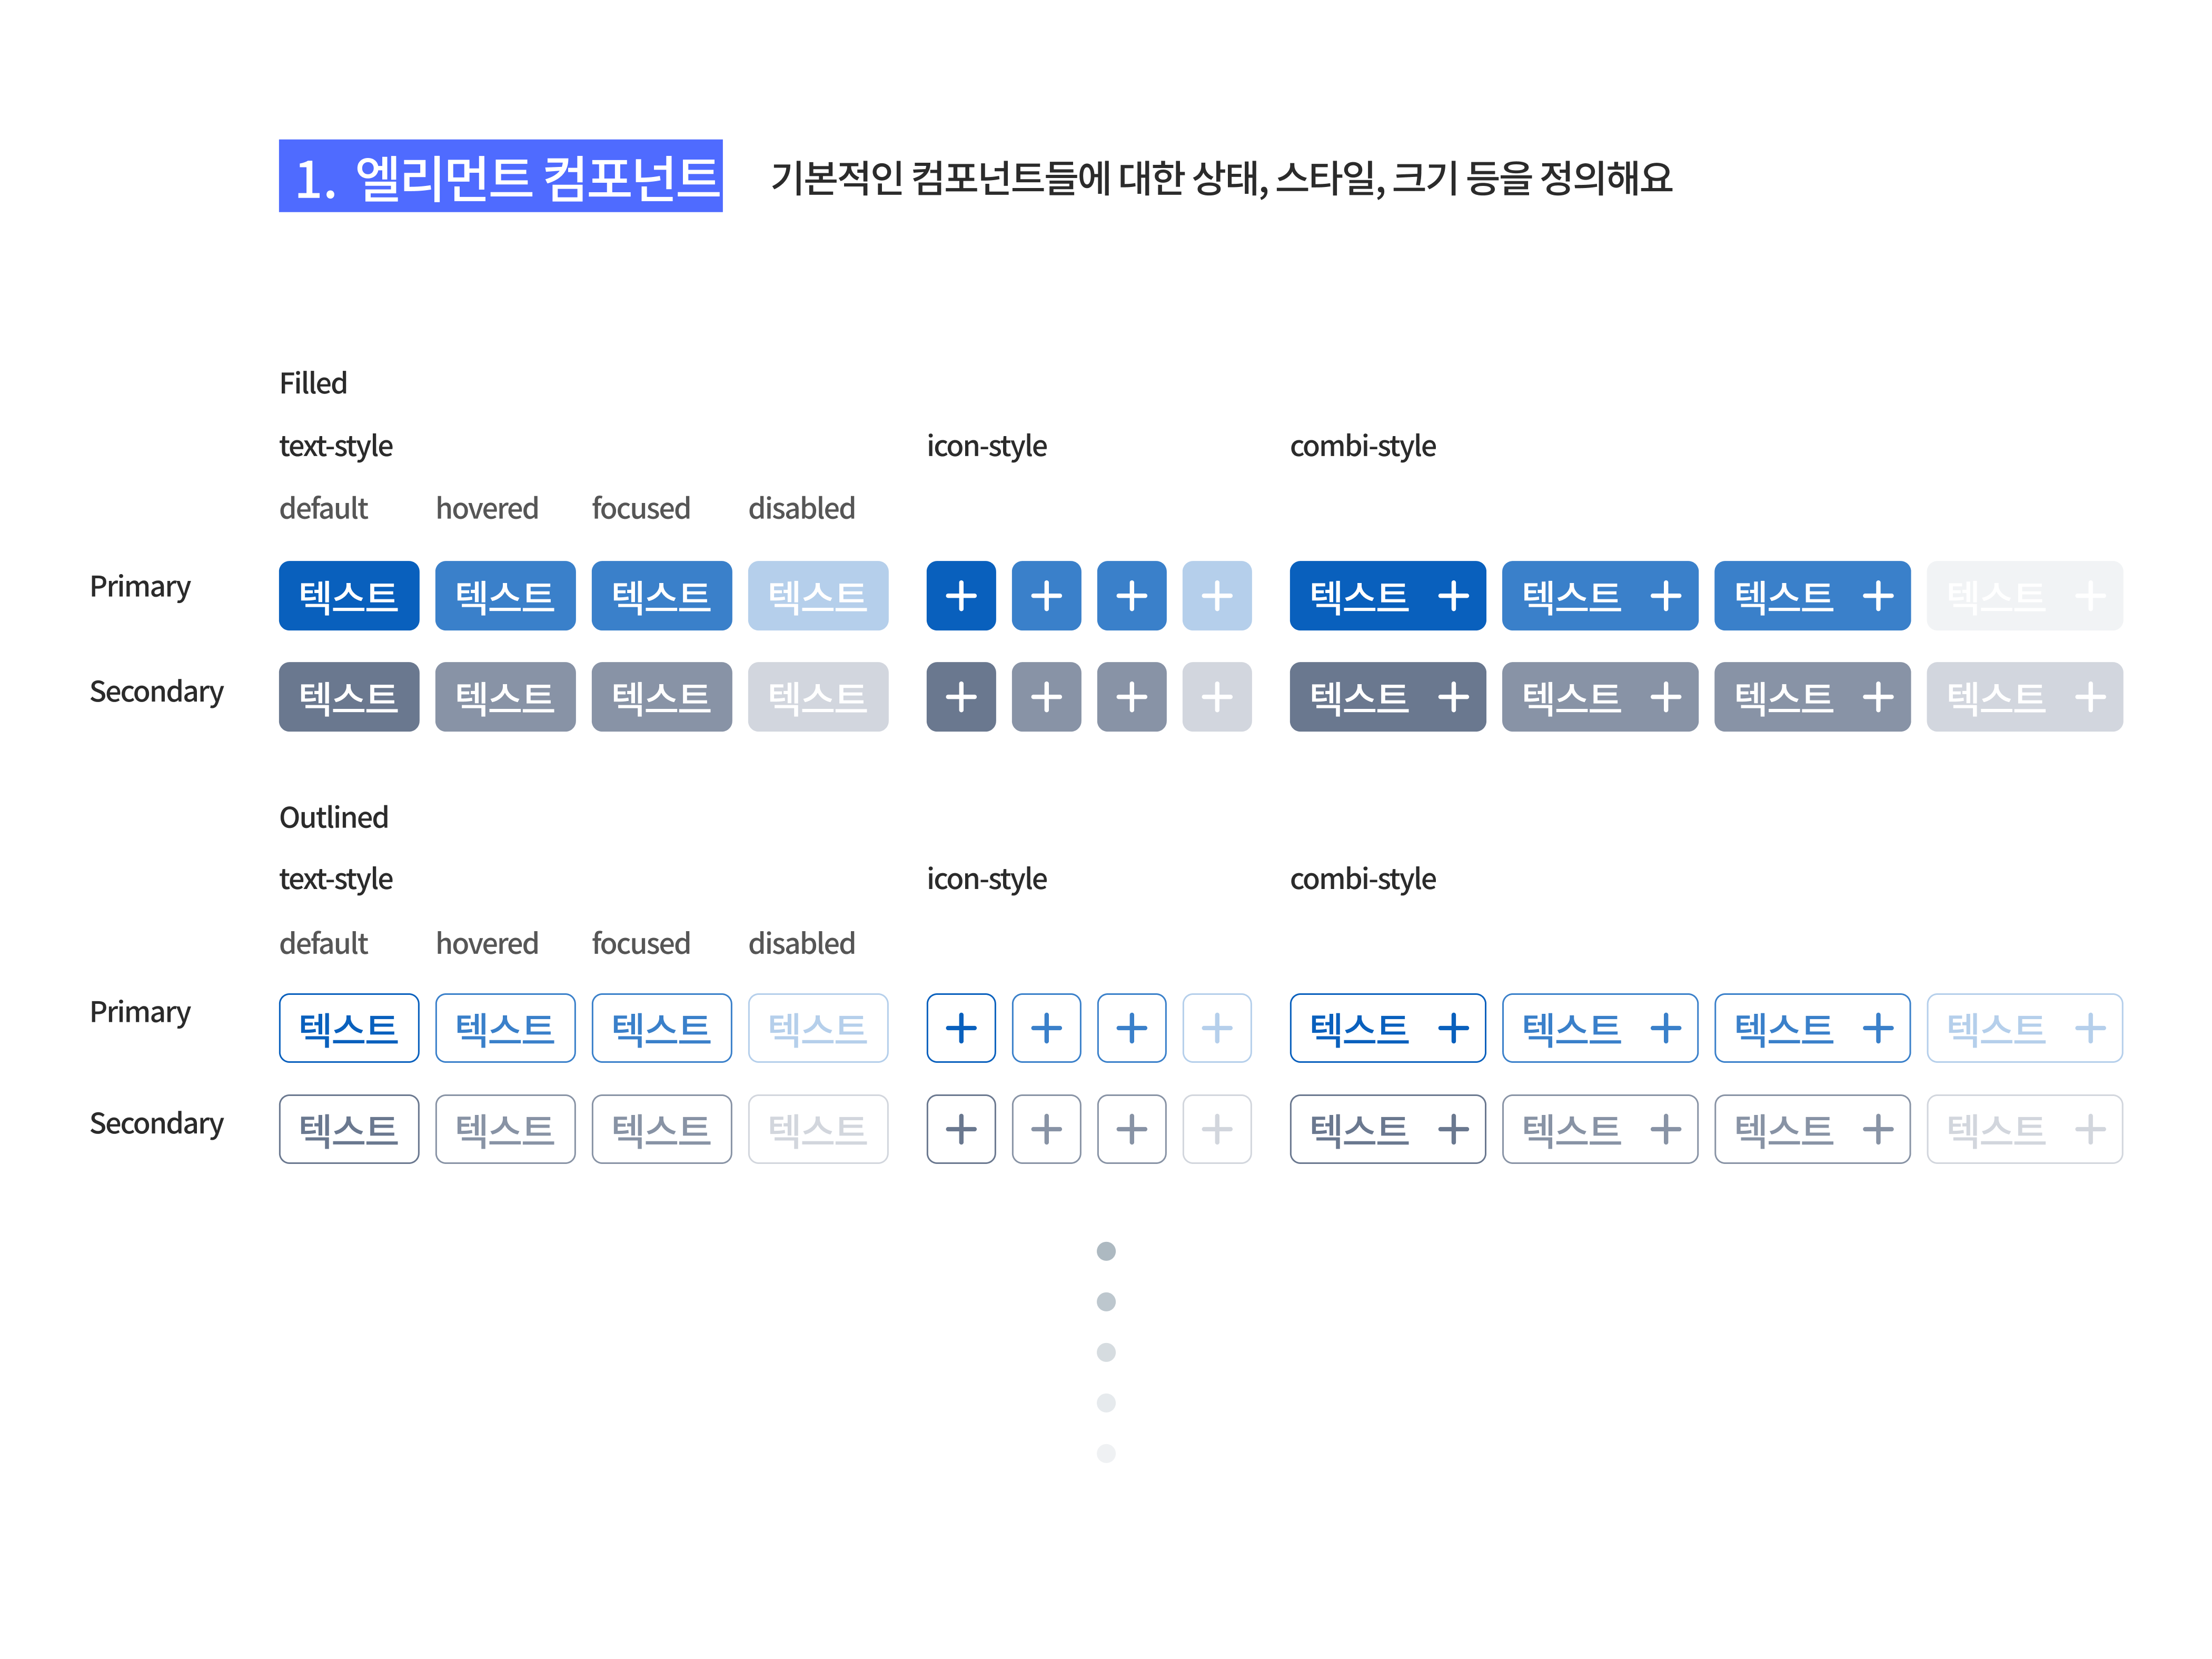 1. 엘리먼트 컴포넌트 기본적인 컴포넌트들에 대한 상태, 스타일, 크기 등을 정의해요
Filled
text-style icon-style combi-style
default hovered focused disabled
Primary 텍스트 텍스트 텍스트 텍스트 텍스트 텍스트 텍스트 텍스트
Secondary 텍스트 텍스트 텍스트 텍스트 텍스트 텍스트 텍스트 텍스트
Outlined
text-style icon-style combi-style
default hovered focused disabled
Primary 텍스트 텍스트 텍스트 텍스트 텍스트 텍스트 텍스트 텍스트
Secondary 텍스트 텍스트 텍스트 텍스트 텍스트 텍스트 텍스트 텍스트